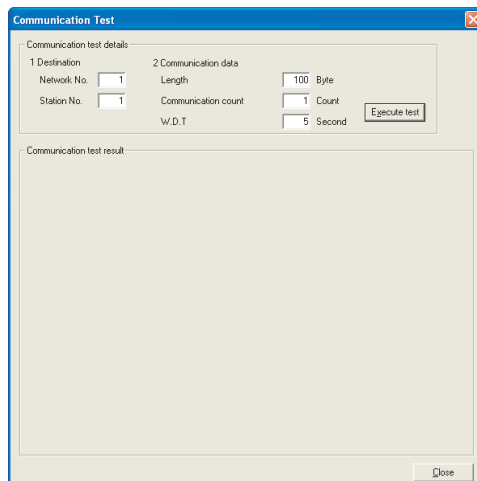 Communication Test
Communication test details
1 Destination
2 Communication data
Network No. 1
Length 100 Byte
Station No. 1
Communication count 1 Count
W.D.T 5 Second
Execute test
Communication test result
Close